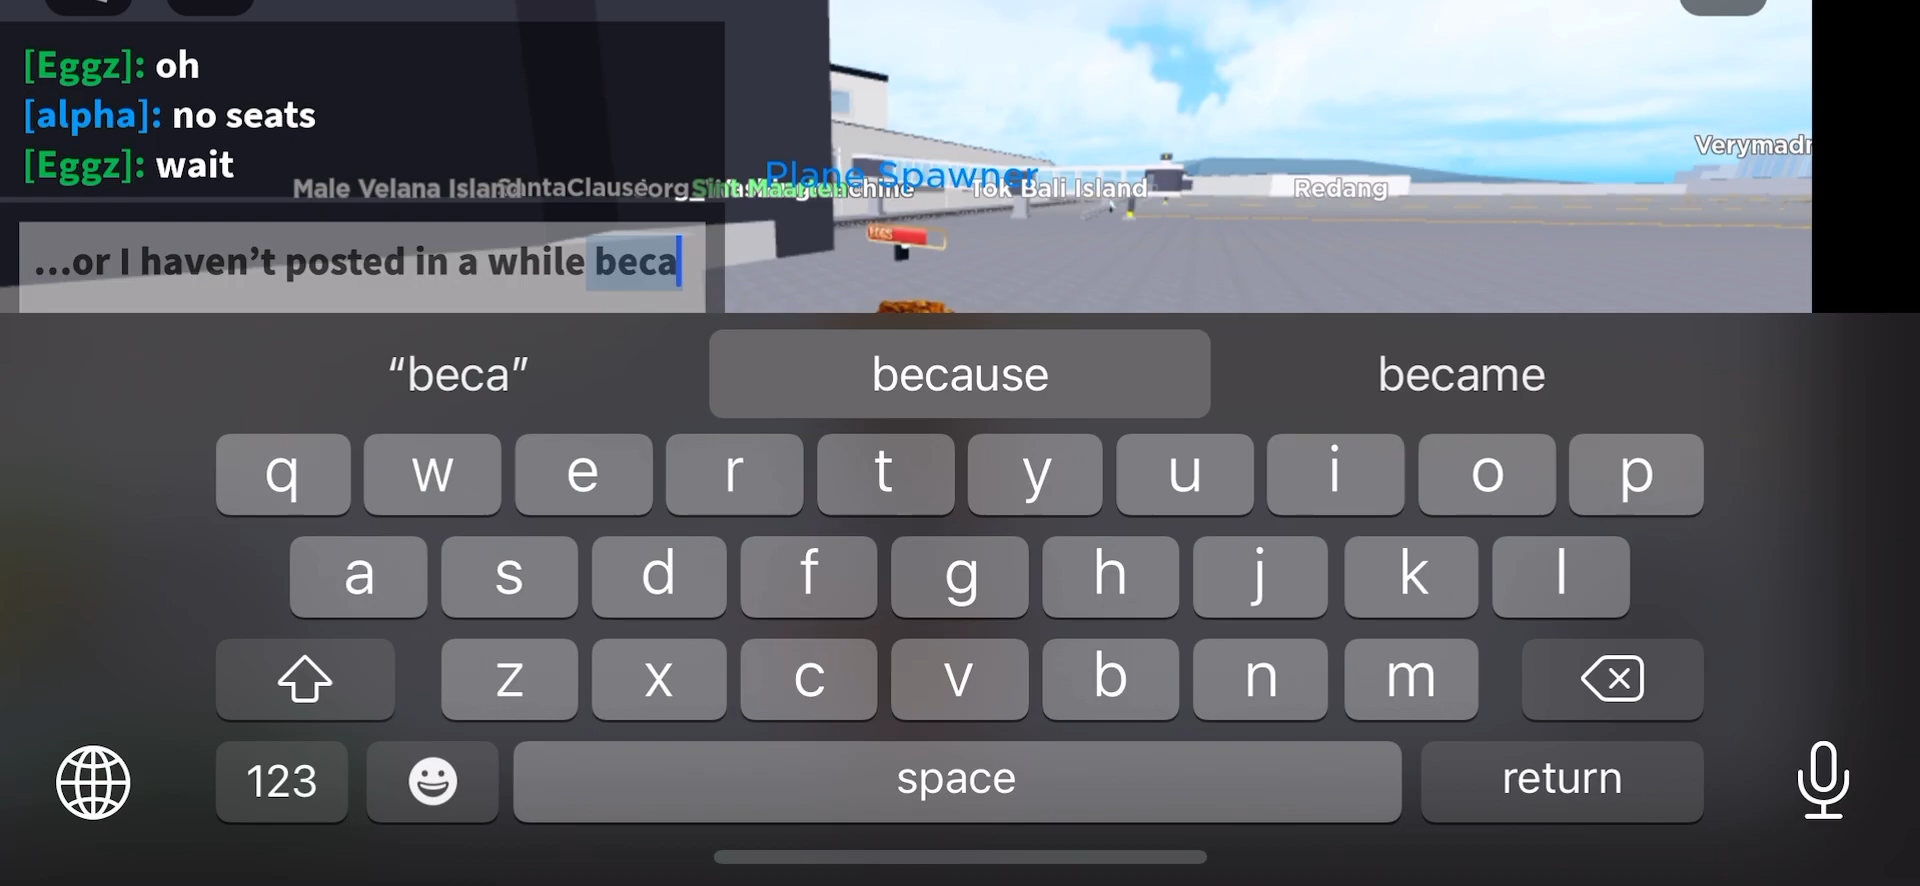 [Eggz]: oh
[alpha]: no seats
[Eggz]: wait
Verymadr
Plane Spawner
Male Velana Island
Tok Bali Island
Redang
...or I haven’t posted in a while beca
“beca” because became
q w e r t y u i o p
a s d f g h j k l
z x c v b n m
123 space return